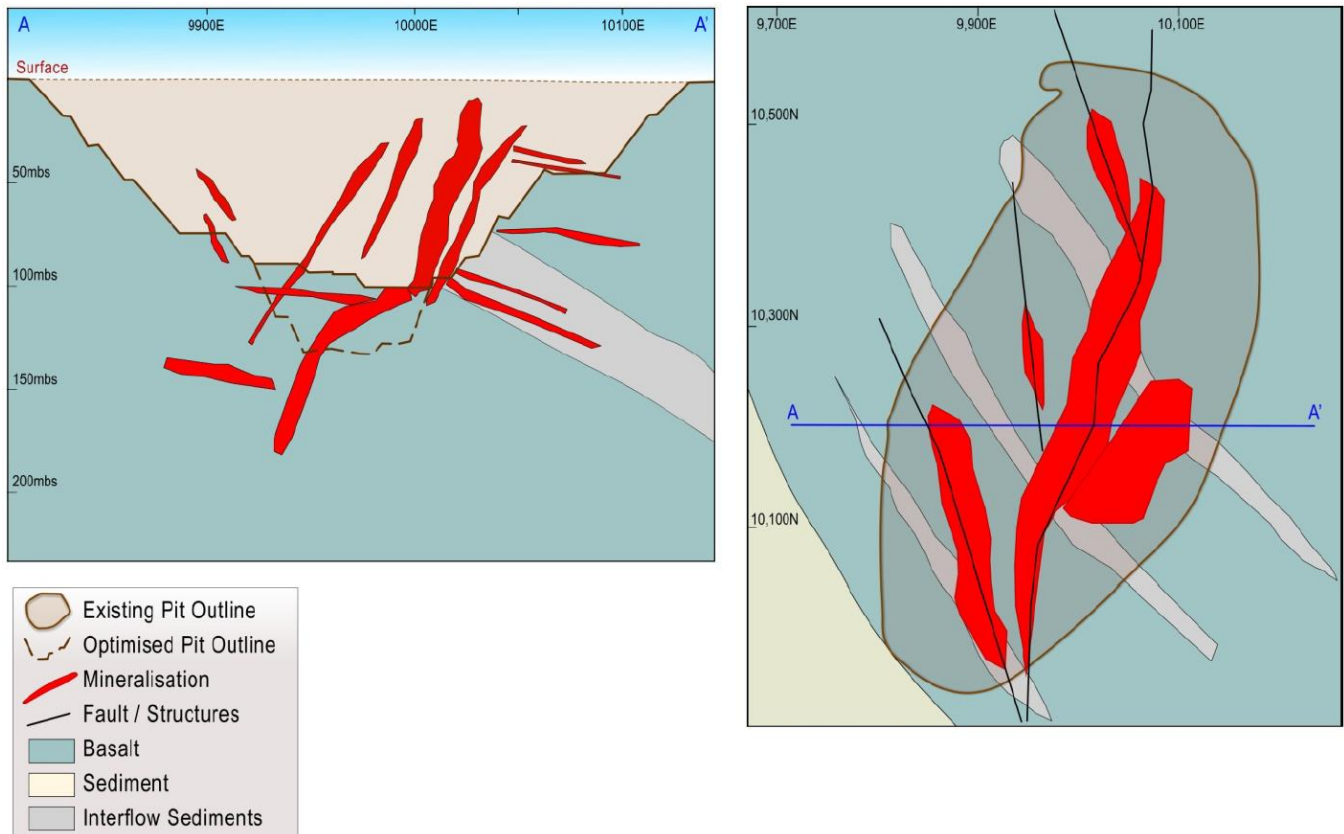 A 9900E 10000E 10100E A'
Surface
50mbs
100mbs
150mbs
200mbs
9,700E 9,900E 10,100E
10,500N
10,300N
A A'
10,100N
Existing Pit Outline
Optimised Pit Outline
Mineralisation
Fault / Structures
Basalt
Sediment
Interflow Sediments